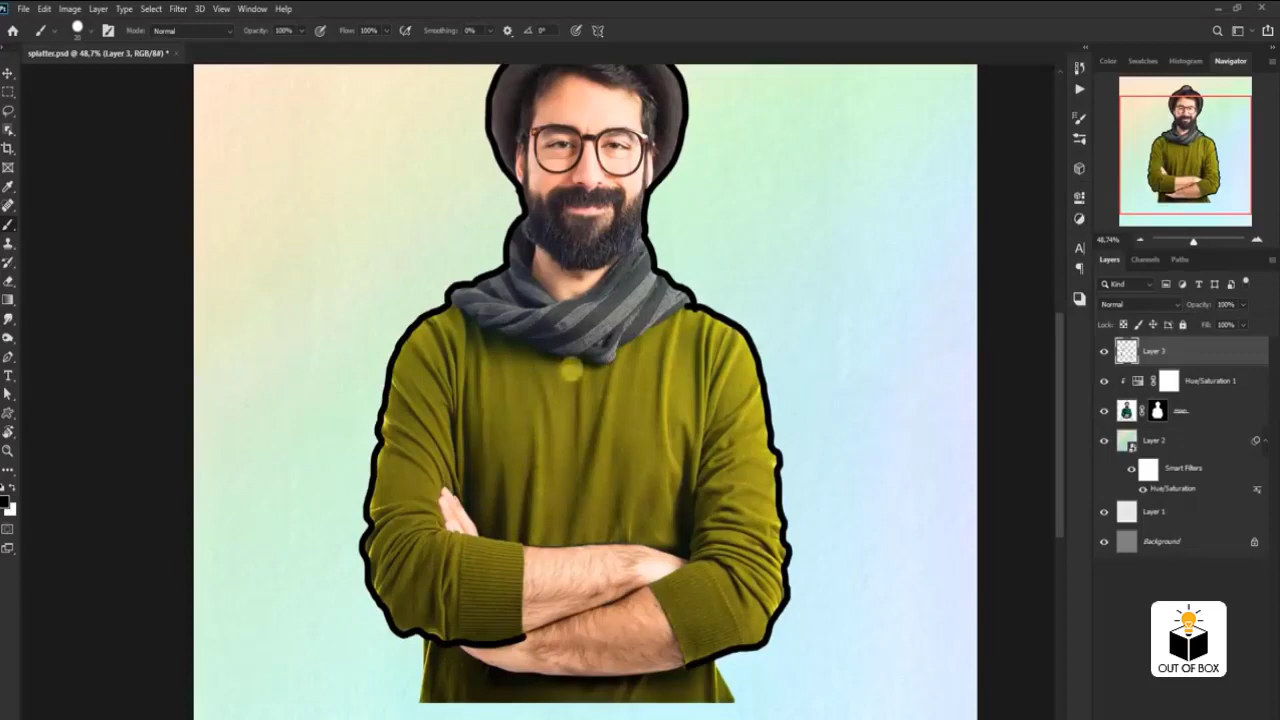 Ps File Edit Image Layer Type Select Filter 3D View Window Help
Mode: Normal Opacity: 100% Flow: 100% Smoothing: 0% 0°
splatter.psd @ 48,7% (Layer 3, RGB/8#) * ×
Color Swatches Histogram Navigator
48,74%
Layers Channels Paths
Kind
Normal Opacity: 100%
Lock: Fill: 100%
Layer 3
Hue/Saturation 1
Layer 2
Smart Filters
Hue/Saturation
Layer 1
Background
OUT OF BOX